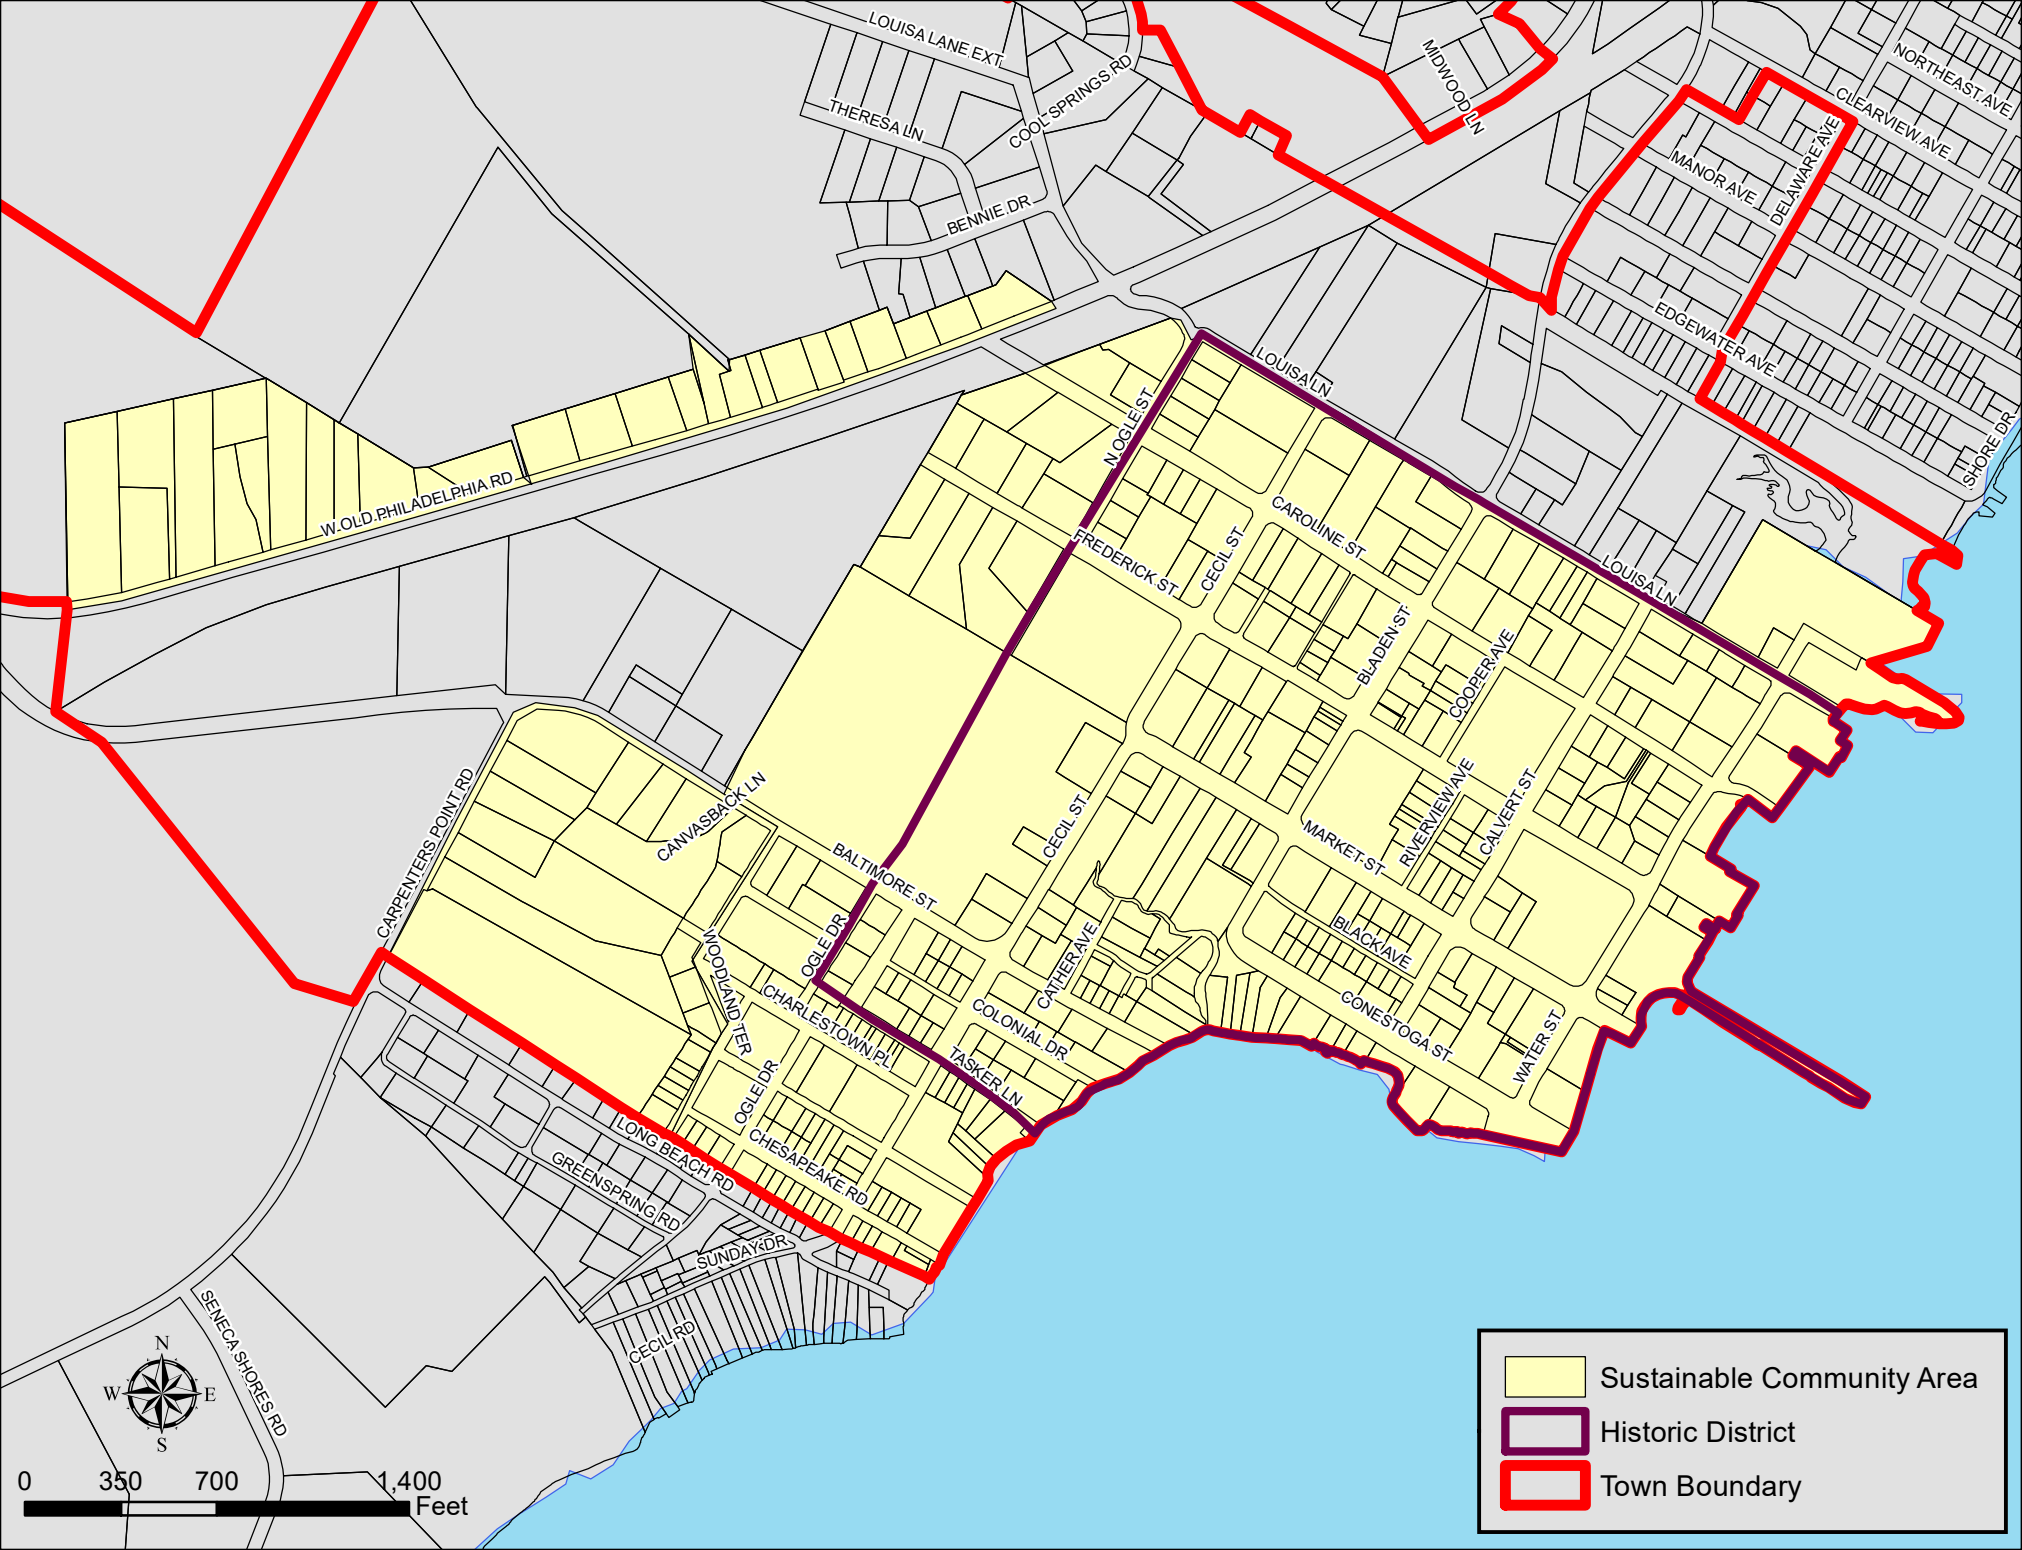 LOUISA LANE EXT
COOL SPRINGS RD
MIDWOOD LN
NORTHEAST AVE
CLEARVIEW AVE
THERESA LN
MANOR AVE
DELAWARE AVE
BENNIE DR
EDGEWATER AVE
LOUISA LN
N OGLE ST
SHORE DR
W OLD PHILADELPHIA RD
CAROLINE ST
FREDERICK ST
CECIL ST
LOUISA LN
BLADEN ST
COOPER AVE
CANVASBACK LN
CARPENTERS POINT RD
CECIL ST
RIVERVIEW AVE
CALVERT ST
MARKET ST
BALTIMORE ST
OGLE DR
BLACK AVE
WOODLAND TER
CATHER AVE
CHARLESTOWN PL
COLONIAL DR
CONESTOGA ST
WATER ST
TASKER LN
OGLE DR
LONG BEACH RD
CHESAPEAKE RD
GREENSPRING RD
SUNDAY DR
CECIL RD
SENECA SHORES RD
N
W E
S
0 350 700 1,400
Feet
Sustainable Community Area
Historic District
Town Boundary